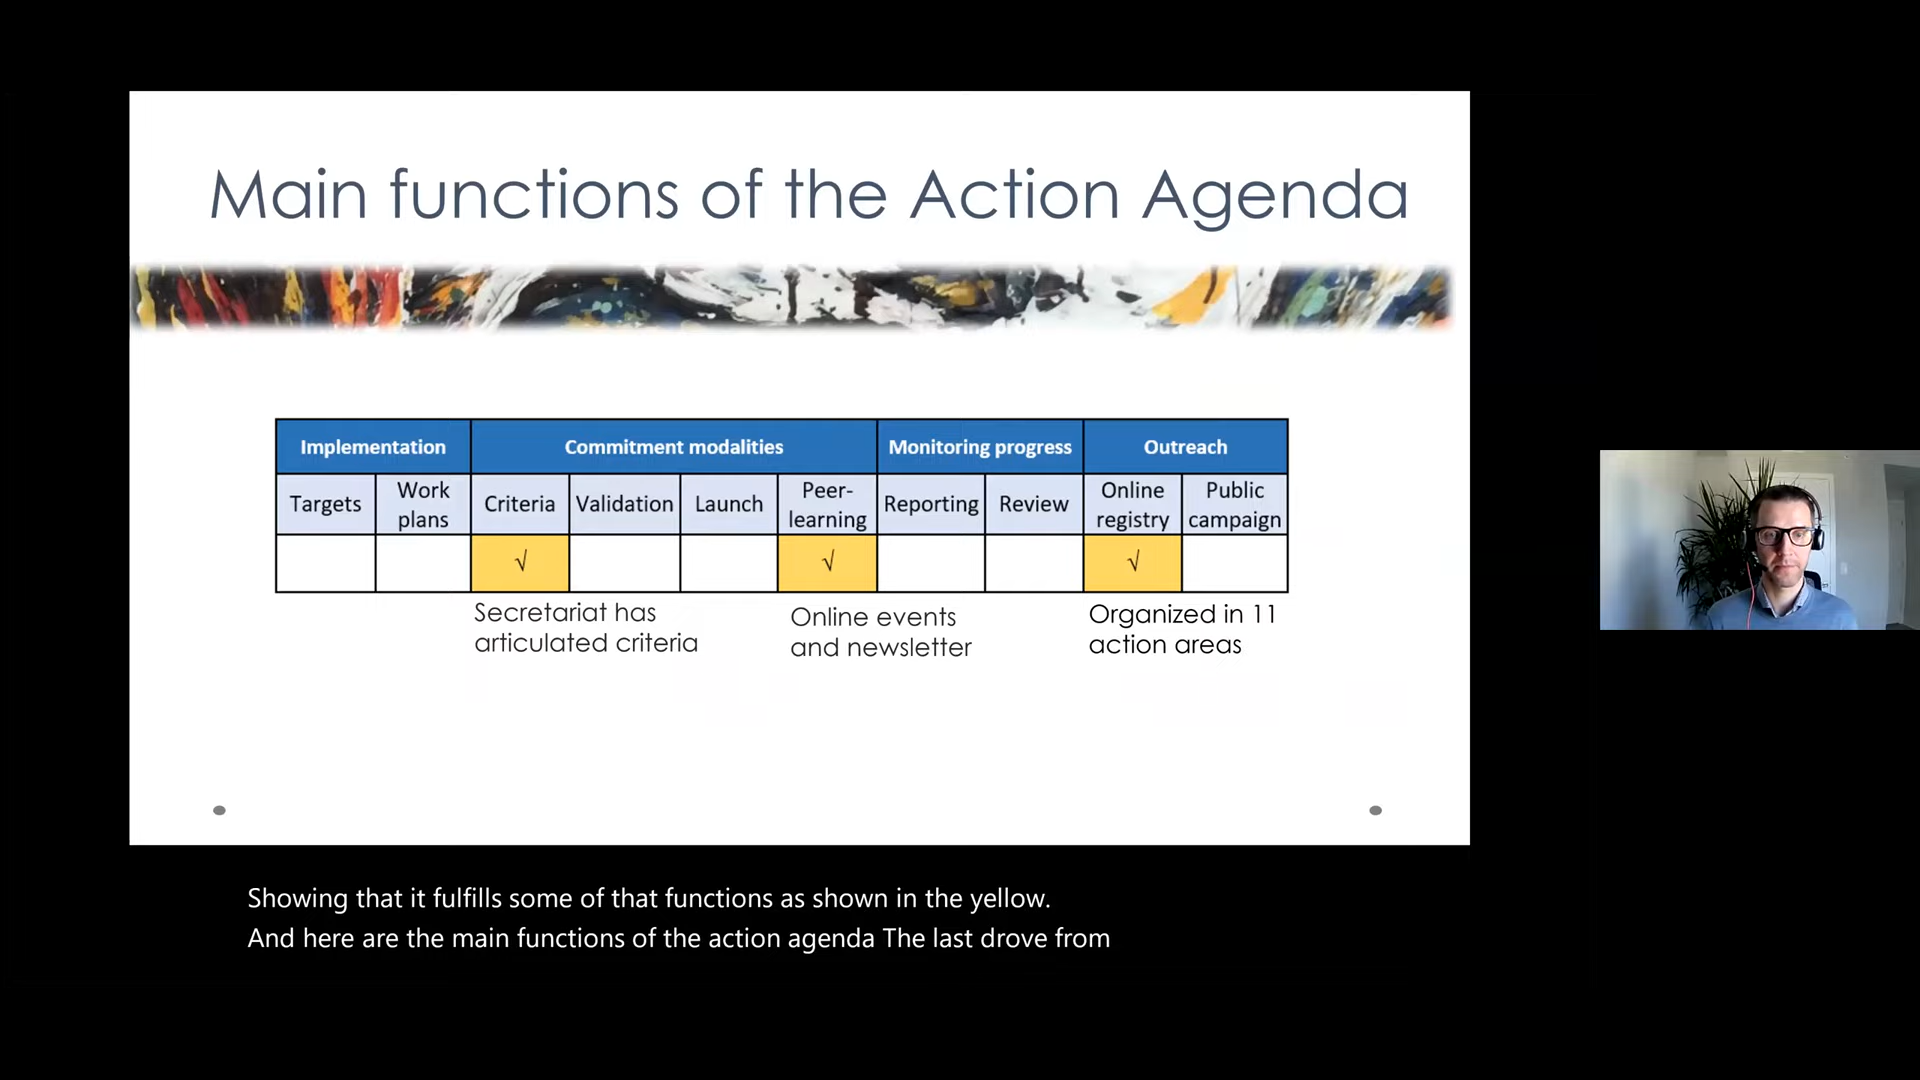 Main functions of the Action Agenda
Implementation Commitment modalities Monitoring progress Outreach
Targets Work plans Criteria Validation Launch Peer-learning Reporting Review Online registry Public campaign
√ √ √
Secretariat has
articulated criteria
Online events
and newsletter
Organized in 11
action areas
Showing that it fulfills some of that functions as shown in the yellow.
And here are the main functions of the action agenda The last drove from